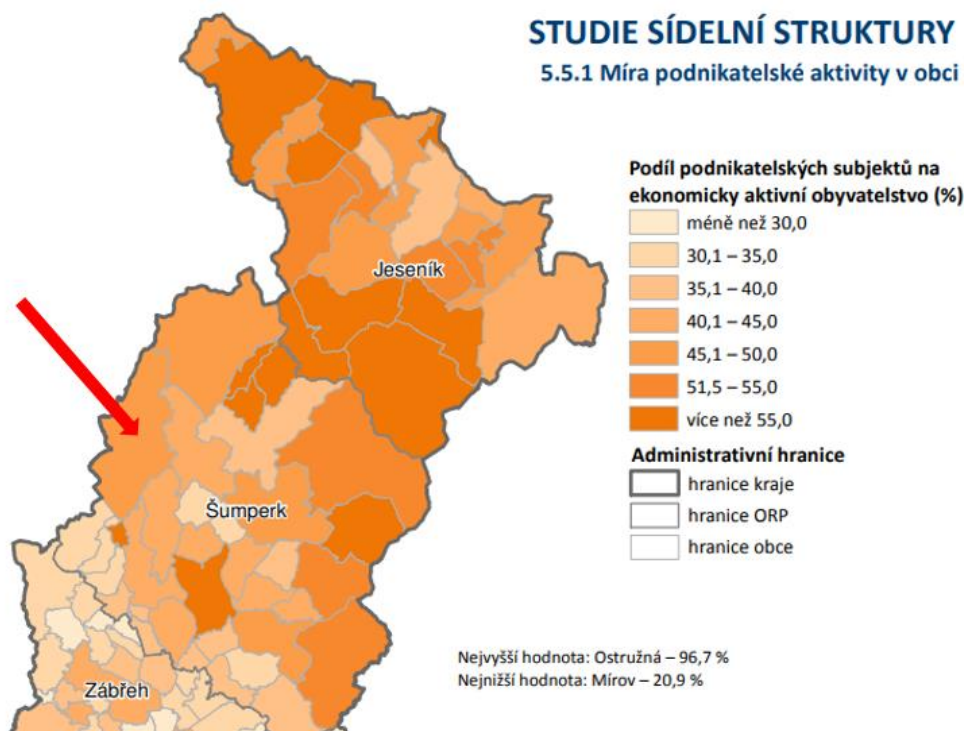 STUDIE SÍDELNÍ STRUKTURY
5.5.1 Míra podnikatelské aktivity v obci
Podíl podnikatelských subjektů na
ekonomicky aktivní obyvatelstvo (%)
méně než 30,0
30,1 – 35,0
35,1 – 40,0
40,1 – 45,0
45,1 – 50,0
51,5 – 55,0
více než 55,0
Administrativní hranice
hranice kraje
hranice ORP
hranice obce
Jeseník
Šumperk
Zábřeh
Nejvyšší hodnota: Ostružná – 96,7 %
Nejnižší hodnota: Mírov – 20,9 %